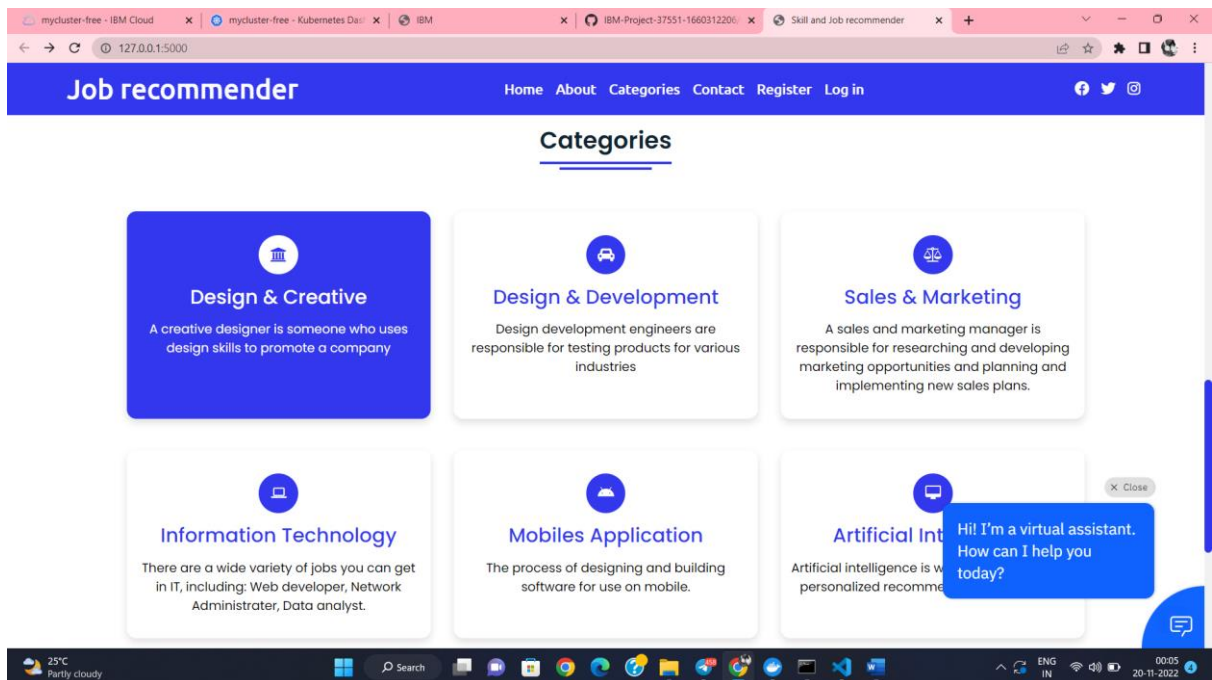 mycluster-free - IBM Cloud
mycluster-free - Kubernetes Das
IBM
IBM-Project-37551-1660312206
Skill and Job recommender
127.0.0.1:5000
Job recommender
Home About Categories Contact Register Log in
Categories
Design & Creative
A creative designer is someone who uses
design skills to promote a company
Design & Development
Design development engineers are
responsible for testing products for various
industries
Sales & Marketing
A sales and marketing manager is
responsible for researching and developing
marketing opportunities and planning and
implementing new sales plans.
Information Technology
There are a wide variety of jobs you can get
in IT, including: Web developer, Network
Administrater, Data analyst.
Mobiles Application
The process of designing and building
software for use on mobile.
Artificial Int
Artificial intelligence is w
personalized recomme
Close
Hi! I'm a virtual assistant.
How can I help you
today?
25°C
Partly cloudy
Search
ENG
IN
00:05
20-11-2022
4